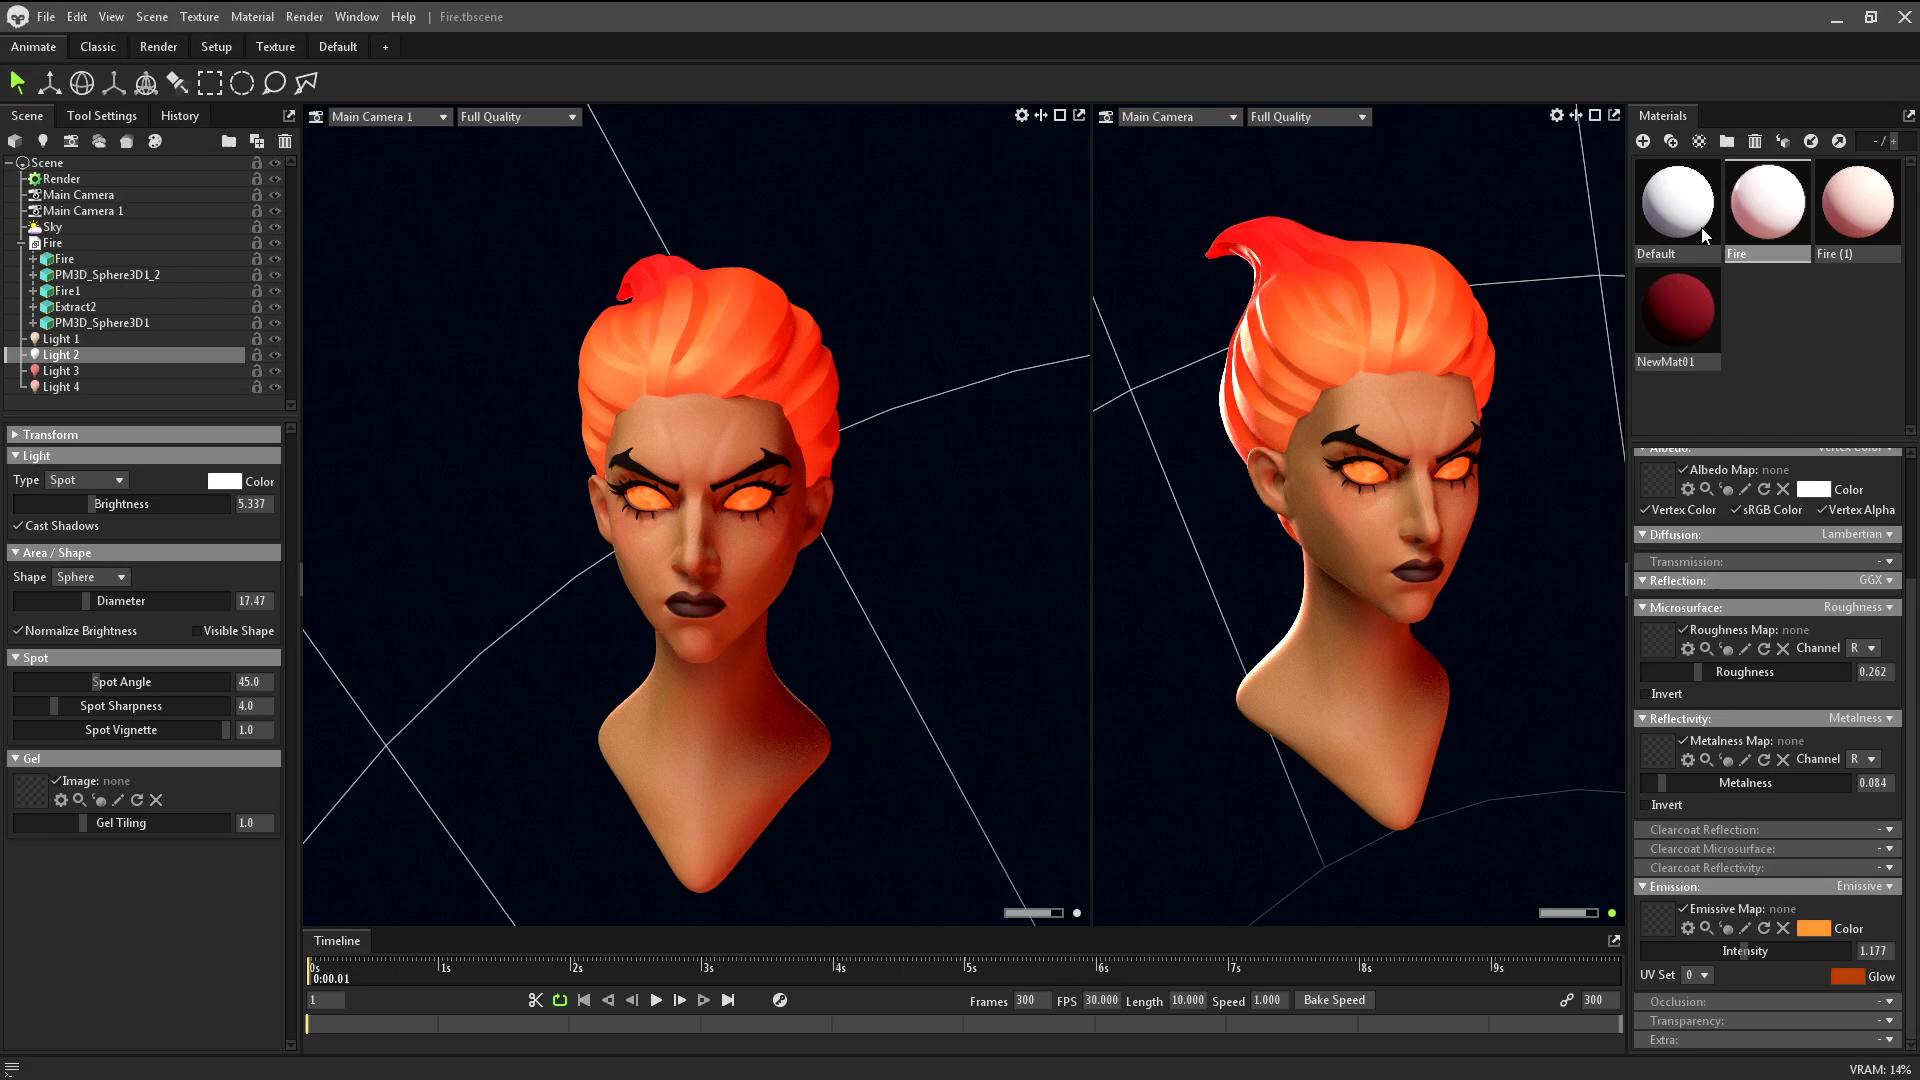 File Edit View Scene Texture Material Render Window Help | Fire.tbscene
Animate Classic Render Setup Texture Default +
Scene Tool Settings History
Scene
Render
Main Camera
Main Camera 1
Sky
Fire
Fire
PM3D_Sphere3D1_2
Fire1
Extract2
PM3D_Sphere3D1
Light 1
Light 2
Light 3
Light 4
Transform
Light
Type Spot Color
Brightness 5.337
Cast Shadows
Area / Shape
Shape Sphere
Diameter 17.47
Normalize Brightness Visible Shape
Spot
Spot Angle 45.0
Spot Sharpness 4.0
Spot Vignette 1.0
Gel
Image: none
Gel Tiling 1.0
Main Camera 1 Full Quality
Main Camera Full Quality
Timeline
0s 1s 2s 3s 4s 5s 6s 7s 8s 9s
0:00.01
1 Frames 300 FPS 30.000 Length 10.000 Speed 1.000 Bake Speed 300
Materials
- /
Default Fire Fire (1)
NewMat01
Albedo: Vertex Color
Albedo Map: none
Color
Vertex Color sRGB Color Vertex Alpha
Diffusion: Lambertian
Transmission: -
Reflection: GGX
Microsurface: Roughness
Roughness Map: none
Channel R
Roughness 0.262
Invert
Reflectivity: Metalness
Metalness Map: none
Channel R
Metalness 0.084
Invert
Clearcoat Reflection: -
Clearcoat Microsurface: -
Clearcoat Reflectivity: -
Emission: Emissive
Emissive Map: none
Color
Intensity 1.177
UV Set 0 Glow
Occlusion: -
Transparency: -
Extra: -
VRAM: 14%